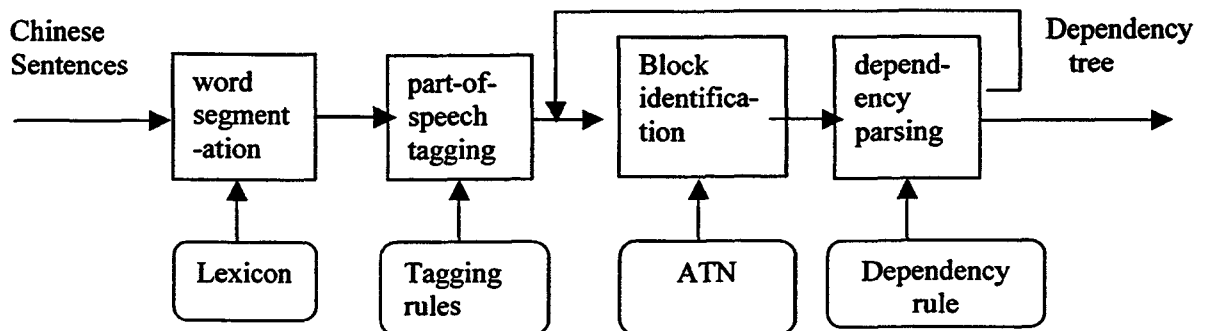 Chinese
Sentences
word
segment
-ation
part-of-
speech
tagging
Block
identifica-
tion
depend-
ency
parsing
Dependency
tree
Lexicon
Tagging
rules
ATN
Dependency
rule